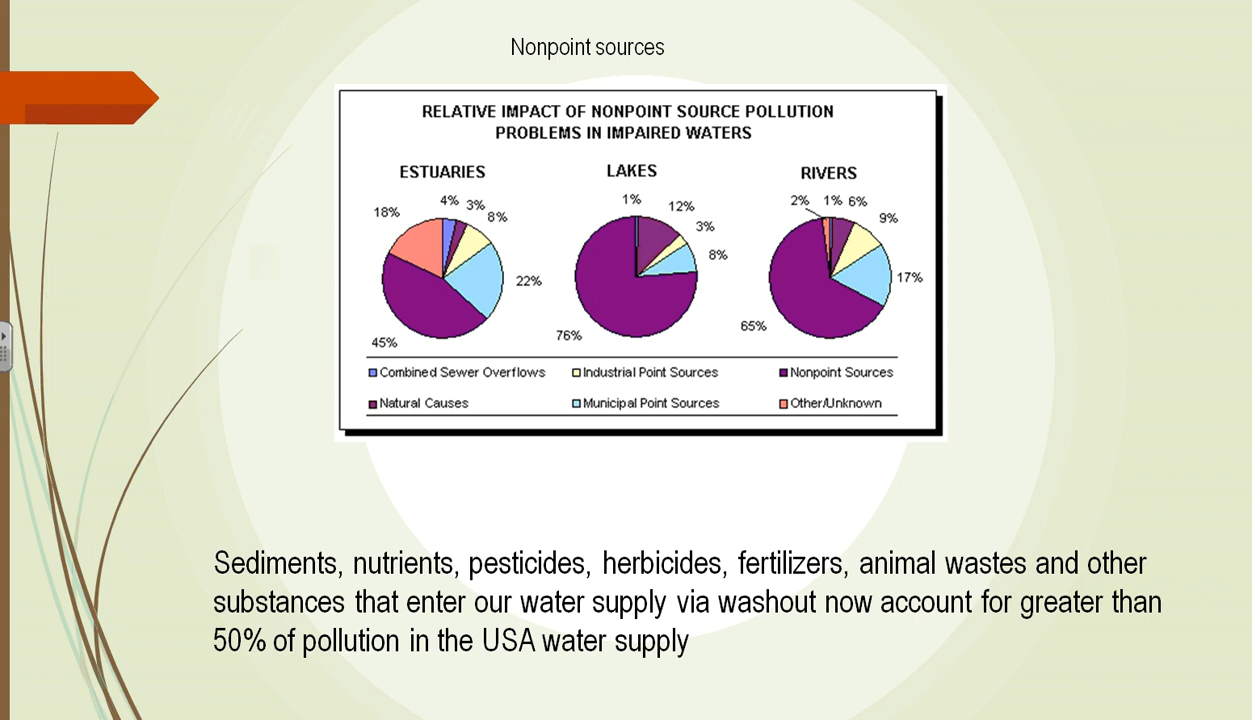 Nonpoint sources
RELATIVE IMPACT OF NONPOINT SOURCE POLLUTION
PROBLEMS IN IMPAIRED WATERS
ESTUARIES
LAKES
RIVERS
4%
3%
8%
18%
22%
45%
1%
12%
3%
8%
76%
2%
1%
6%
9%
17%
65%
Combined Sewer Overflows
Industrial Point Sources
Nonpoint Sources
Natural Causes
Municipal Point Sources
Other/Unknown
Sediments, nutrients, pesticides, herbicides, fertilizers, animal wastes and other
substances that enter our water supply via washout now account for greater than
50% of pollution in the USA water supply